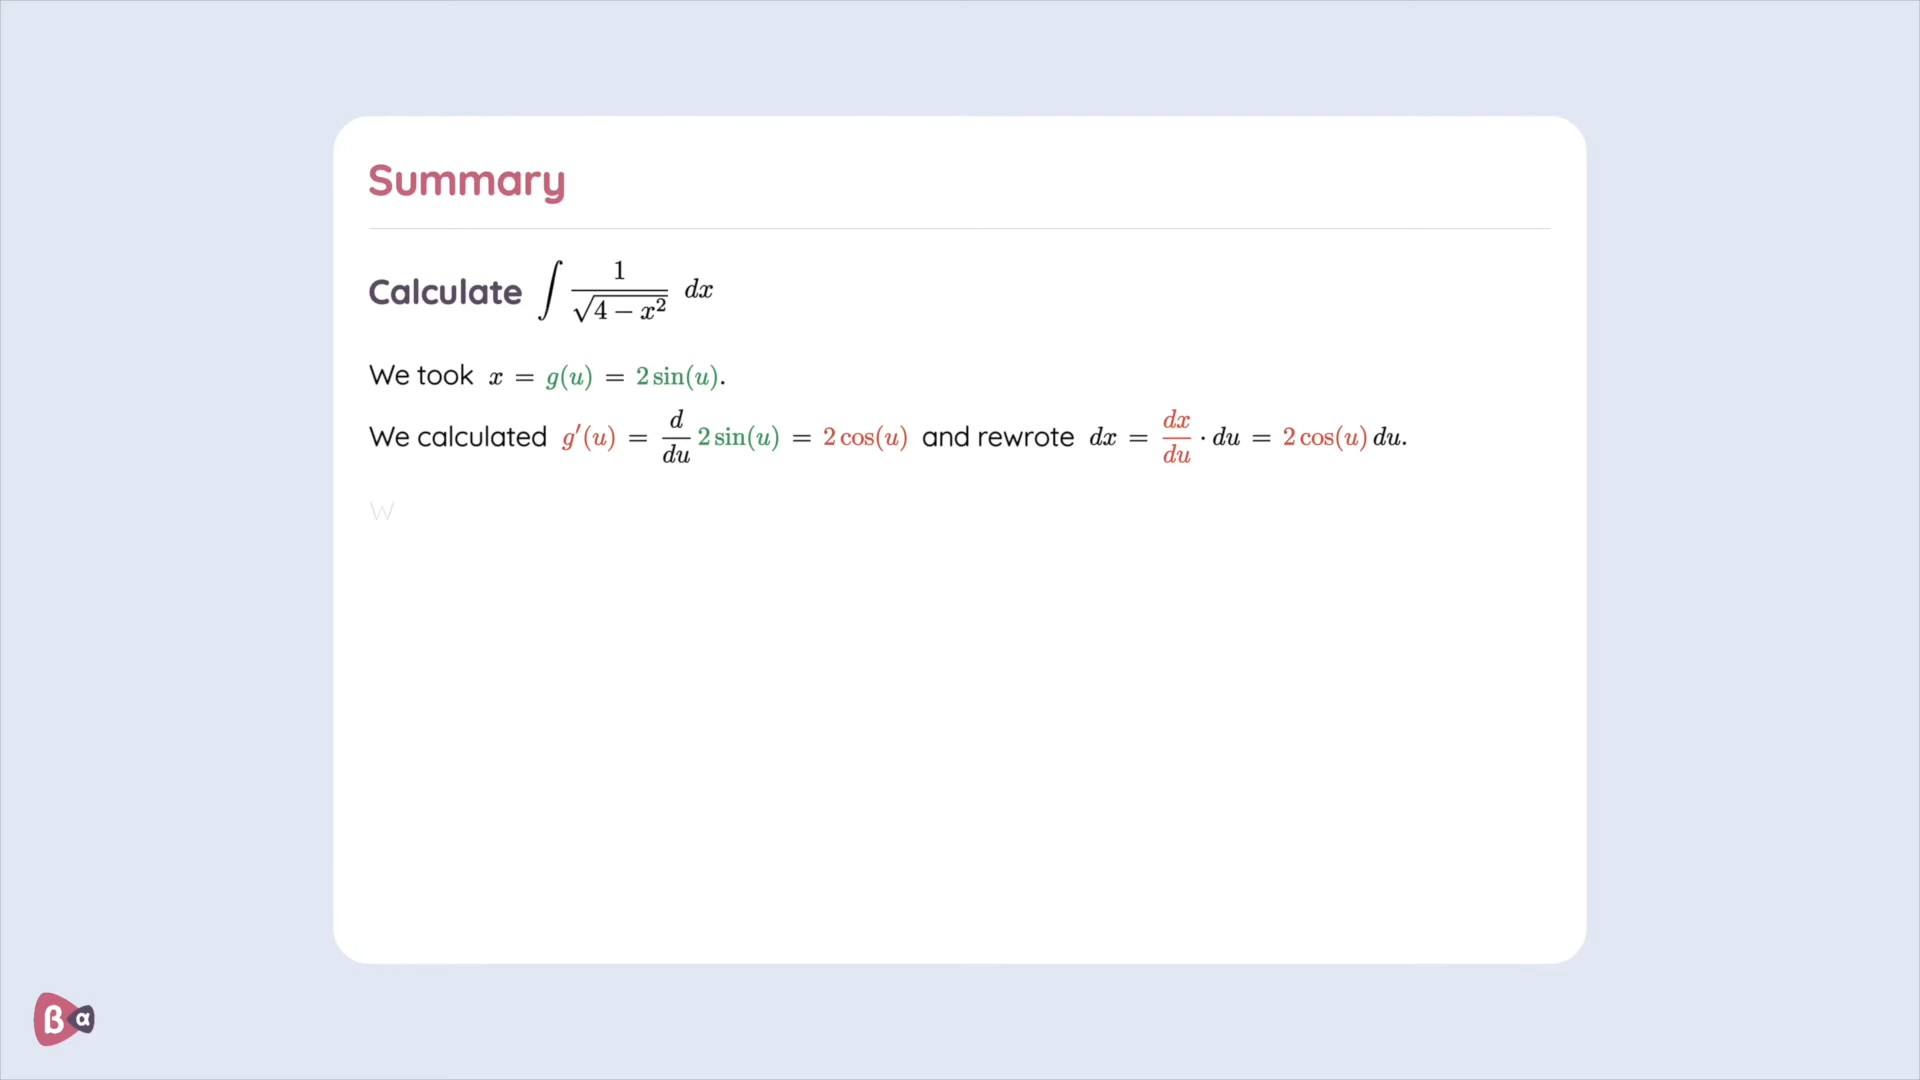 Summary
Calculate ∫ 1/√(4 − x²) dx
We took x = g(u) = 2 sin(u).
We calculated g′(u) = d/du 2 sin(u) = 2 cos(u) and rewrote dx = dx/du · du = 2 cos(u) du.
W
β α